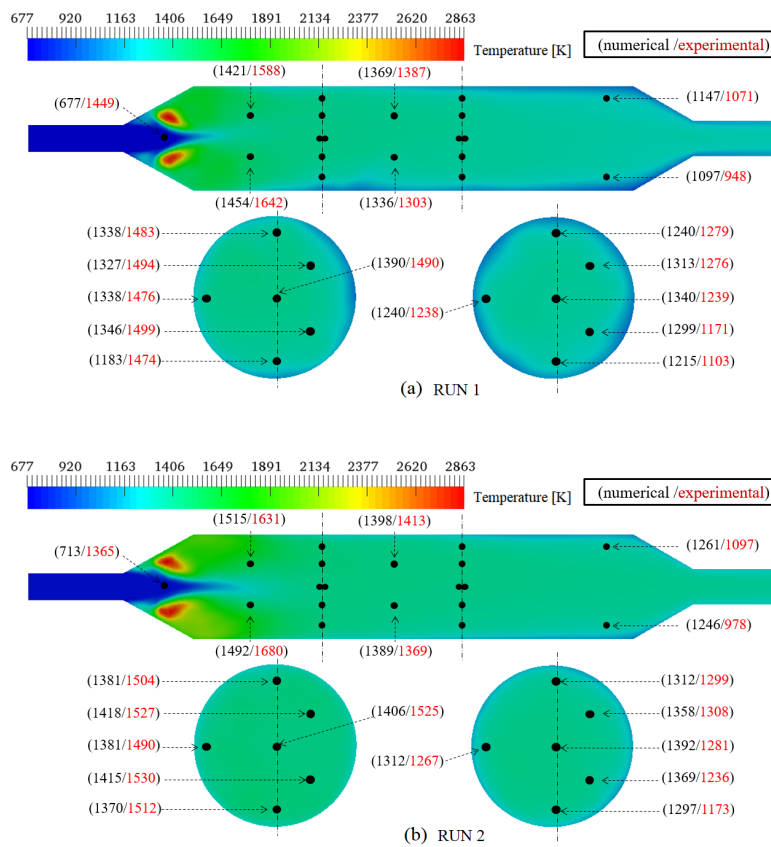 677 920 1163 1406 1649 1891 2134 2377 2620 2863
Temperature [K] (numerical /experimental)
(1421/1588) (1369/1387)
(677/1449) (1147/1071)
(1097/948)
(1454/1642) (1336/1303)
(1338/1483) (1240/1279)
(1327/1494) (1390/1490) (1313/1276)
(1338/1476) (1240/1238) (1340/1239)
(1346/1499) (1299/1171)
(1183/1474) (1215/1103)
(a) RUN 1
677 920 1163 1406 1649 1891 2134 2377 2620 2863
Temperature [K] (numerical /experimental)
(1515/1631) (1398/1413)
(713/1365) (1261/1097)
(1246/978)
(1492/1680) (1389/1369)
(1381/1504) (1312/1299)
(1418/1527) (1406/1525) (1358/1308)
(1381/1490) (1312/1267) (1392/1281)
(1415/1530) (1369/1236)
(1370/1512) (1297/1173)
(b) RUN 2